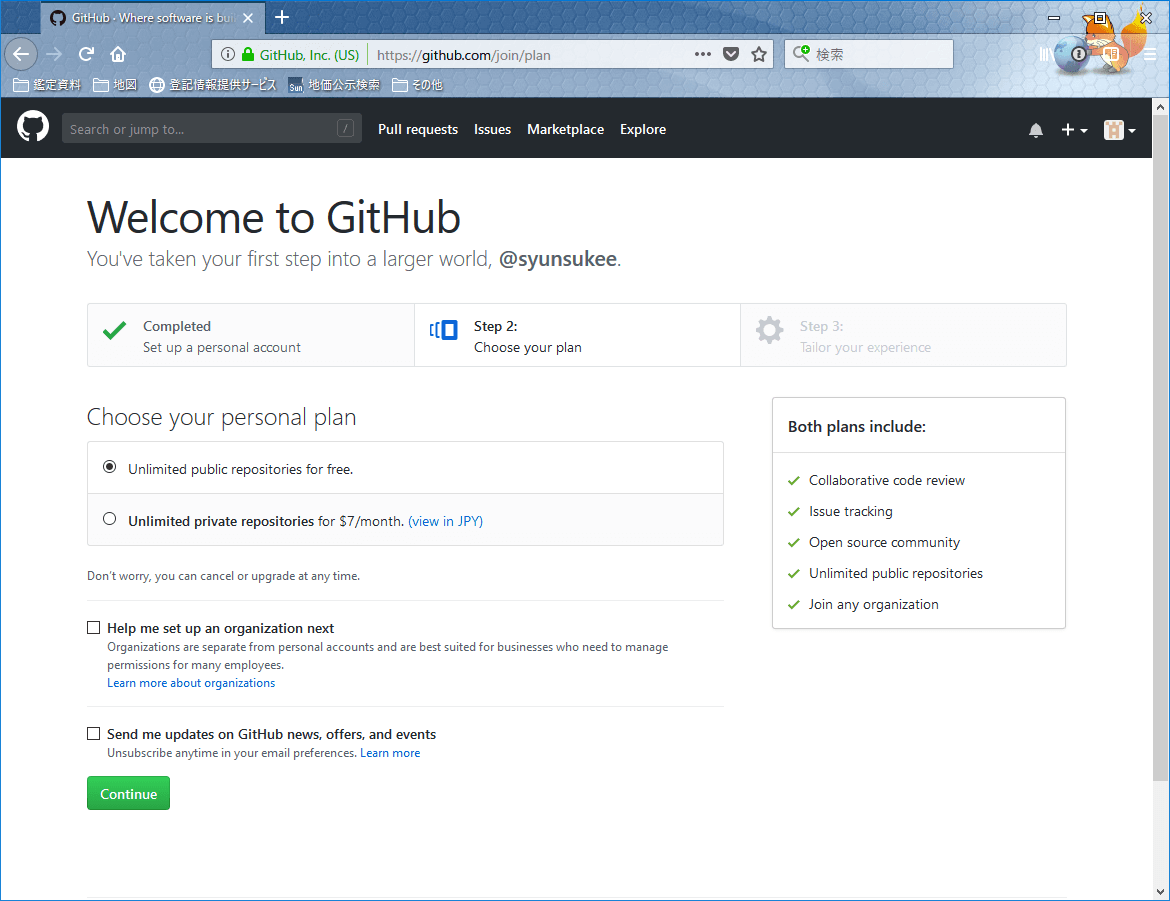 GitHub · Where software is bui
GitHub, Inc. (US) https://github.com/join/plan 検索
鑑定資料 地図 登記情報提供サービス Sun 地価公示検索 その他
Search or jump to... / Pull requests Issues Marketplace Explore
Welcome to GitHub
You've taken your first step into a larger world, @syunsukee.
Completed
Set up a personal account
Step 2:
Choose your plan
Step 3:
Tailor your experience
Choose your personal plan
Unlimited public repositories for free.
Unlimited private repositories for $7/month. (view in JPY)
Don't worry, you can cancel or upgrade at any time.
Help me set up an organization next
Organizations are separate from personal accounts and are best suited for businesses who need to manage
permissions for many employees.
Learn more about organizations
Send me updates on GitHub news, offers, and events
Unsubscribe anytime in your email preferences. Learn more
Continue
Both plans include:
Collaborative code review
Issue tracking
Open source community
Unlimited public repositories
Join any organization